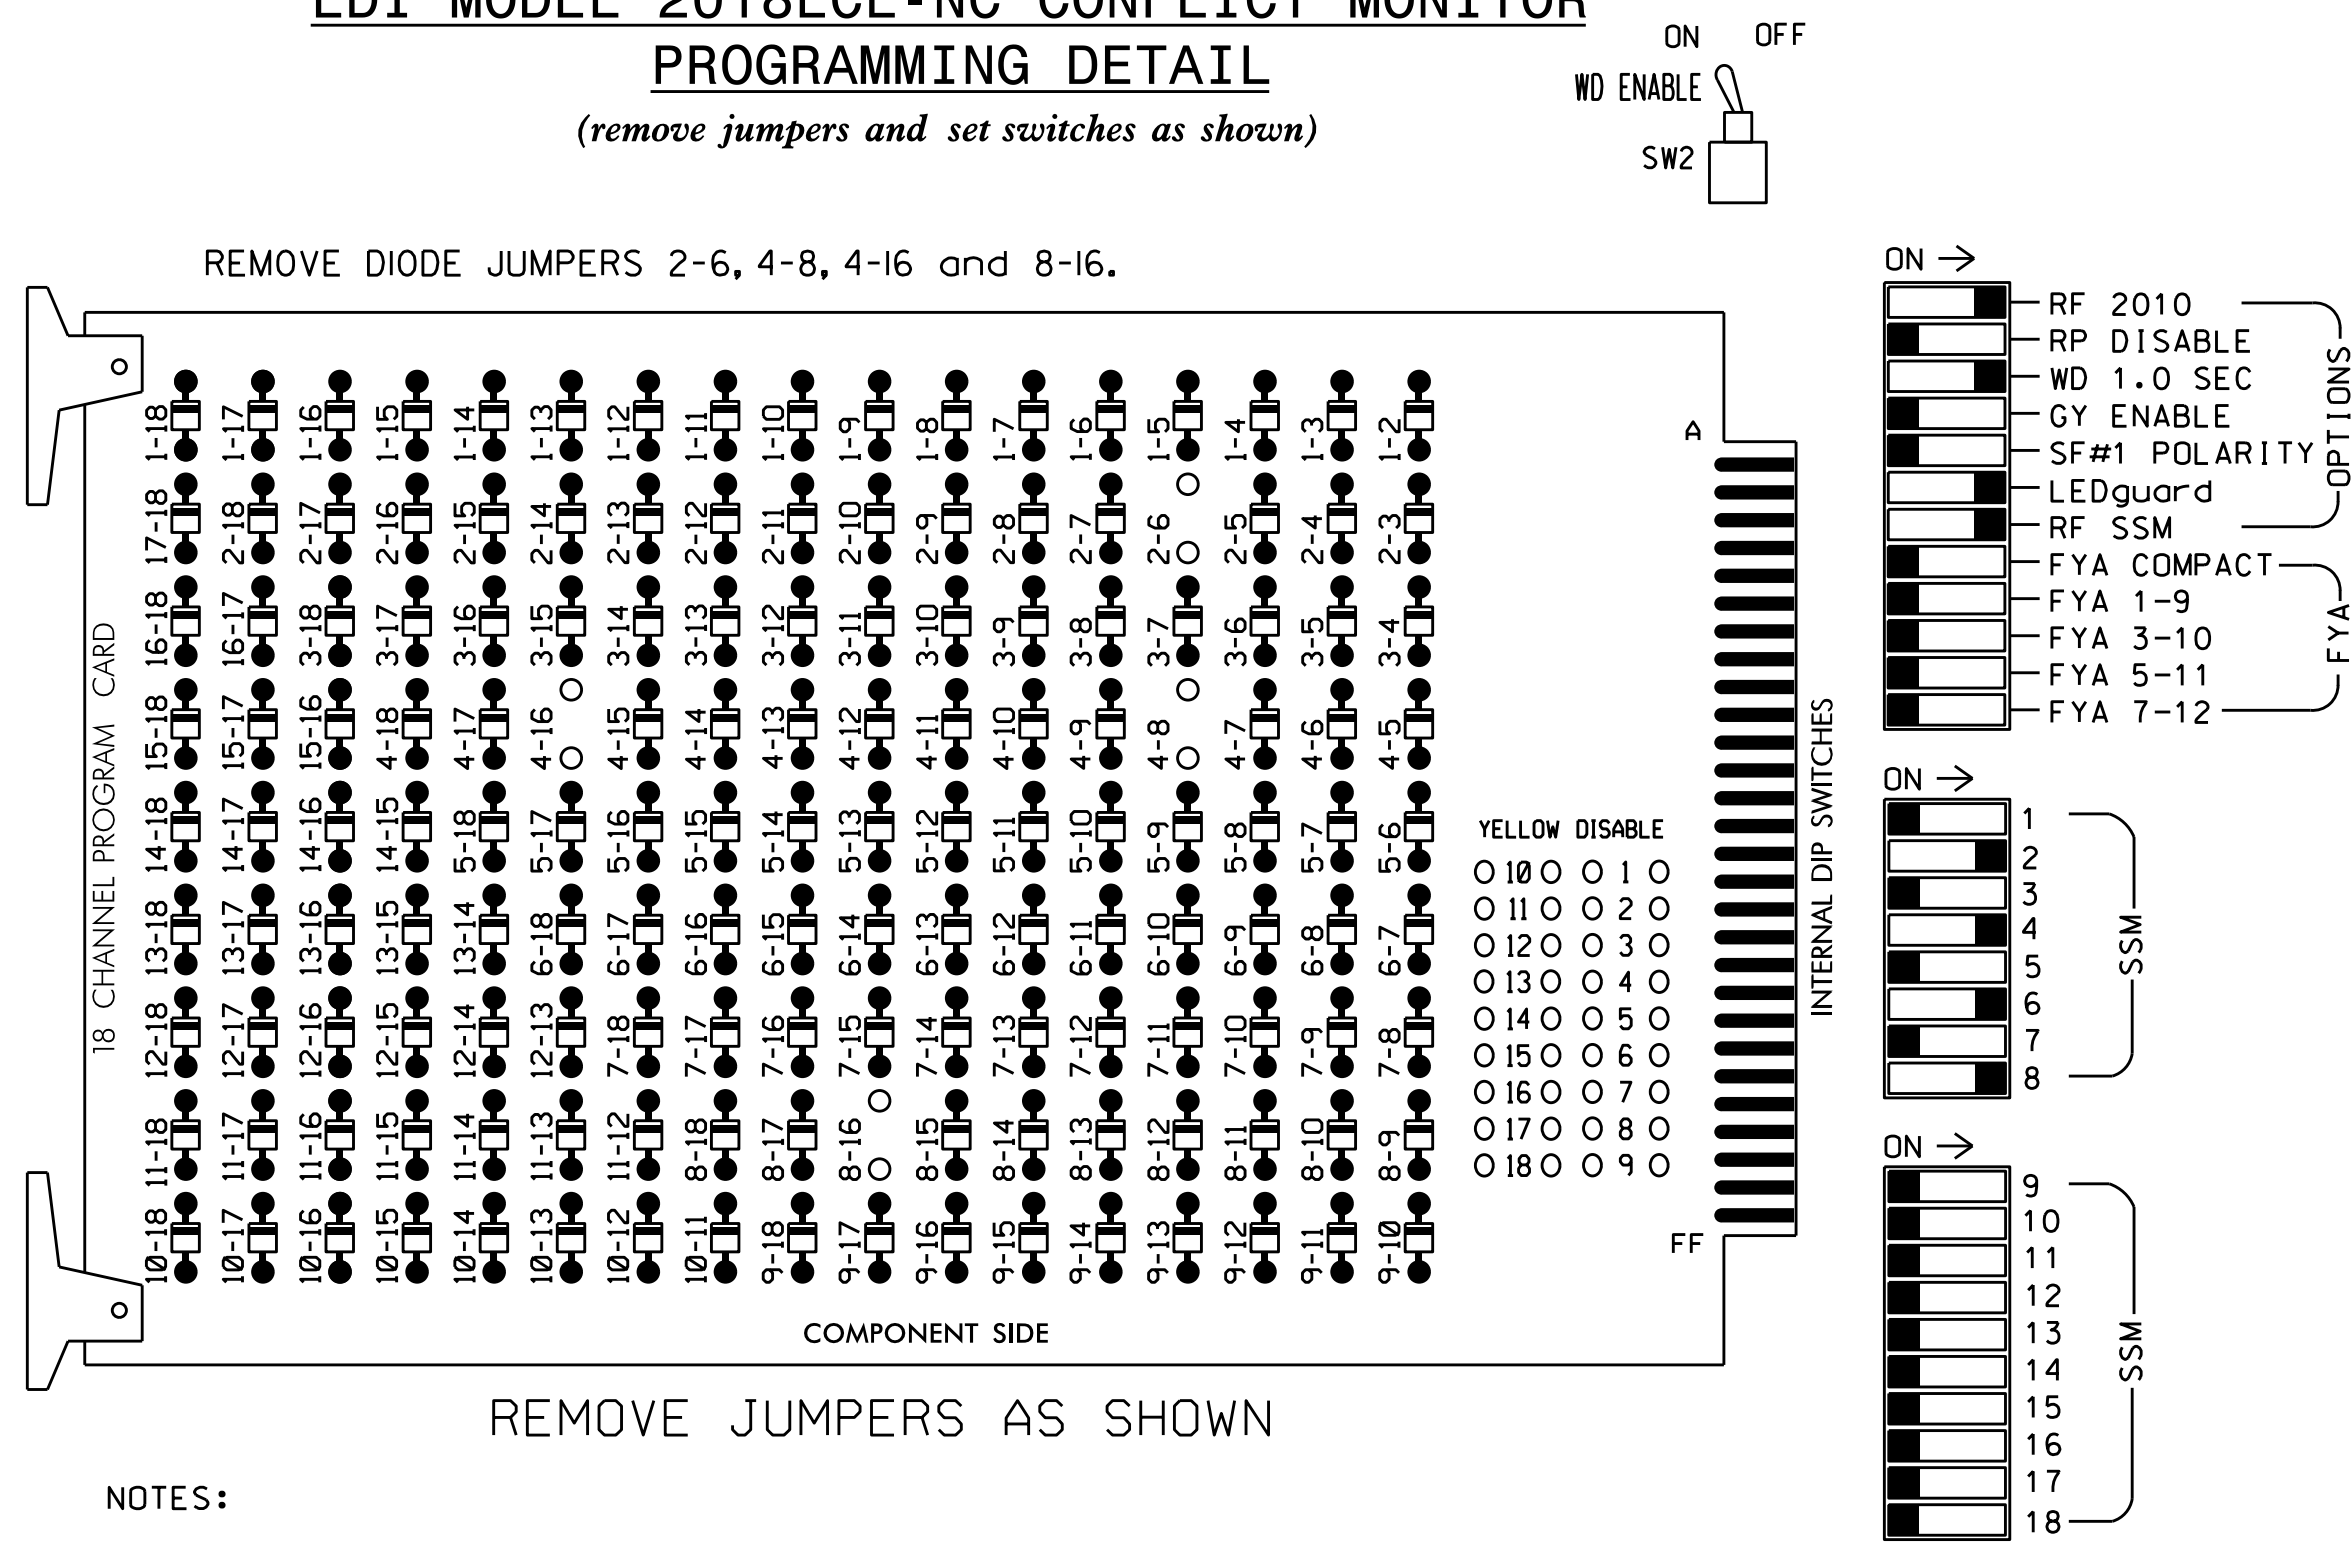 EDI MODEL 2018ECL-NC CONFLICT MONITOR
PROGRAMMING DETAIL
(remove jumpers and set switches as shown)
ON OFF
WD ENABLE
SW2
REMOVE DIODE JUMPERS 2-6, 4-8, 4-16 and 8-16.
18 CHANNEL PROGRAM CARD
1-18 1-17 1-16 1-15 1-14 1-13 1-12 1-11 1-10 1-9 1-8 1-7 1-6 1-5 1-4 1-3 1-2
17-18 2-18 2-17 2-16 2-15 2-14 2-13 2-12 2-11 2-10 2-9 2-8 2-7 2-6 2-5 2-4 2-3
16-18 16-17 3-18 3-17 3-16 3-15 3-14 3-13 3-12 3-11 3-10 3-9 3-8 3-7 3-6 3-5 3-4
15-18 15-17 15-16 4-18 4-17 4-16 4-15 4-14 4-13 4-12 4-11 4-10 4-9 4-8 4-7 4-6 4-5
14-18 14-17 14-16 14-15 5-18 5-17 5-16 5-15 5-14 5-13 5-12 5-11 5-10 5-9 5-8 5-7 5-6
13-18 13-17 13-16 13-15 13-14 6-18 6-17 6-16 6-15 6-14 6-13 6-12 6-11 6-10 6-9 6-8 6-7
12-18 12-17 12-16 12-15 12-14 12-13 7-18 7-17 7-16 7-15 7-14 7-13 7-12 7-11 7-10 7-9 7-8
11-18 11-17 11-16 11-15 11-14 11-13 11-12 8-18 8-17 8-16 8-15 8-14 8-13 8-12 8-11 8-10 8-9
10-18 10-17 10-16 10-15 10-14 10-13 10-12 10-11 9-18 9-17 9-16 9-15 9-14 9-13 9-12 9-11 9-10
A
YELLOW DISABLE
10 1
11 2
12 3
13 4
14 5
15 6
16 7
17 8
18 9
FF
COMPONENT SIDE
INTERNAL DIP SWITCHES
ON
RF 2010
RP DISABLE
WD 1.0 SEC
GY ENABLE
SF#1 POLARITY
LEDguard
RF SSM
OPTIONS
FYA COMPACT
FYA 1-9
FYA 3-10
FYA 5-11
FYA 7-12
FYA
ON
1
2
3
4
5
6
7
8
SSM
ON
9
10
11
12
13
14
15
16
17
18
SSM
REMOVE JUMPERS AS SHOWN
NOTES: